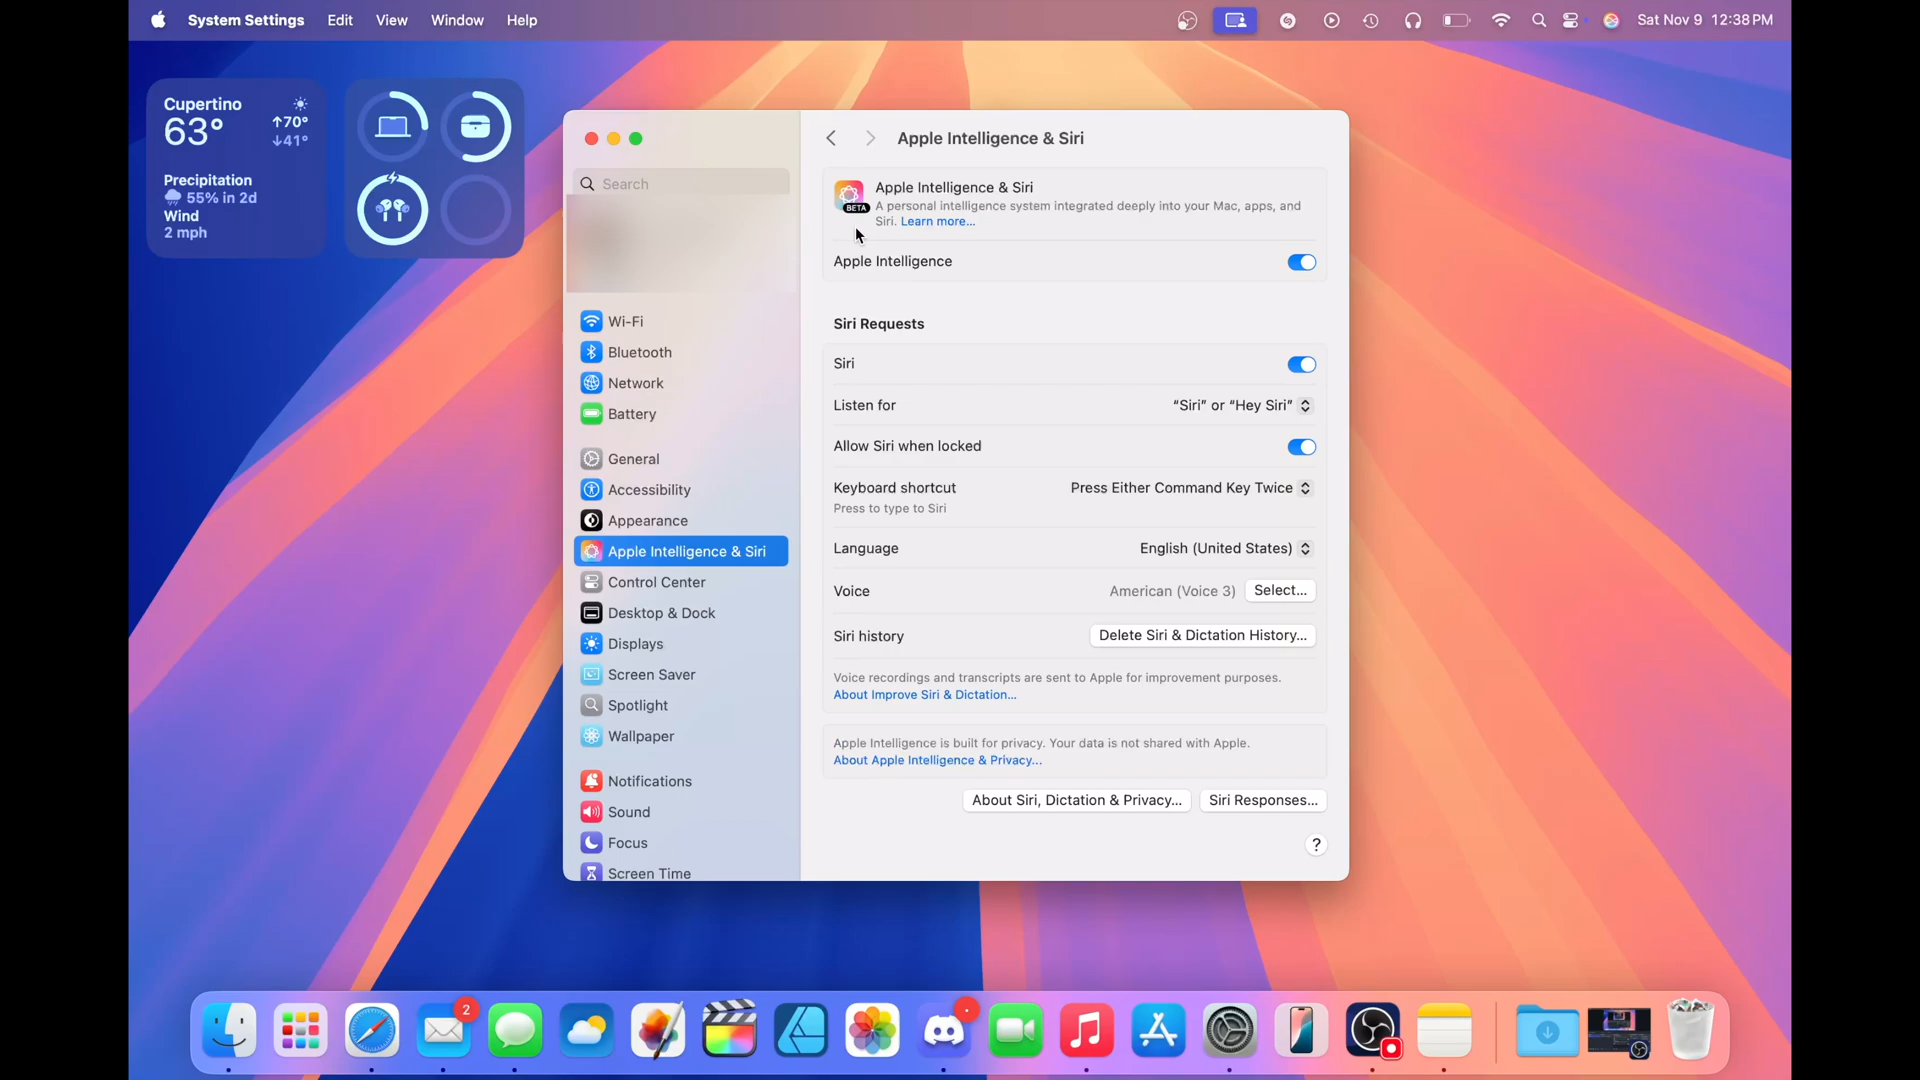 System Settings Edit View Window Help
Sat Nov 9 12:38 PM
Cupertino
63°
↑70°
↓41°
Precipitation
55% in 2d
Wind
2 mph
Search
Wi-Fi
Bluetooth
Network
Battery
General
Accessibility
Appearance
Apple Intelligence & Siri
Control Center
Desktop & Dock
Displays
Screen Saver
Spotlight
Wallpaper
Notifications
Sound
Focus
Screen Time
Apple Intelligence & Siri
BETA
Apple Intelligence & Siri
A personal intelligence system integrated deeply into your Mac, apps, and
Siri. Learn more...
Apple Intelligence
Siri Requests
Siri
Listen for “Siri” or “Hey Siri”
Allow Siri when locked
Keyboard shortcut Press Either Command Key Twice
Press to type to Siri
Language English (United States)
Voice American (Voice 3) Select...
Siri history Delete Siri & Dictation History...
Voice recordings and transcripts are sent to Apple for improvement purposes.
About Improve Siri & Dictation...
Apple Intelligence is built for privacy. Your data is not shared with Apple.
About Apple Intelligence & Privacy...
About Siri, Dictation & Privacy... Siri Responses...
?
2